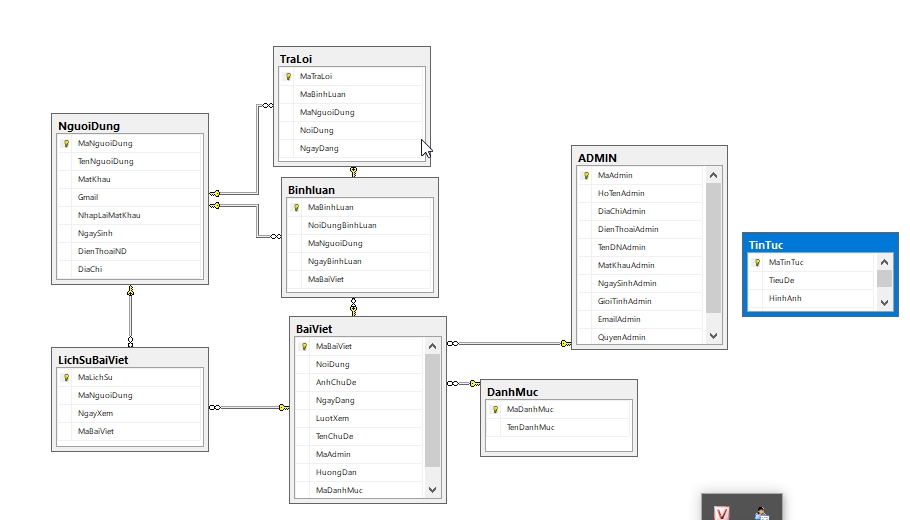 TraLoi
MaTraLoi
MaBinhLuan
MaNguoiDung
NoiDung
NgayDang
NguoiDung
MaNguoiDung
TenNguoiDung
MatKhau
Gmail
NhapLaiMatKhau
NgaySinh
DienThoaiND
DiaChi
Binhluan
MaBinhLuan
NoiDungBinhLuan
MaNguoiDung
NgayBinhLuan
MaBaiViet
ADMIN
MaAdmin
HoTenAdmin
DiaChiAdmin
DienThoaiAdmin
TenDNAdmin
MatKhauAdmin
NgaySinhAdmin
GioiTinhAdmin
EmailAdmin
QuyenAdmin
TinTuc
MaTinTuc
TieuDe
HinhAnh
LichSuBaiViet
MaLichSu
MaNguoiDung
NgayXem
MaBaiViet
BaiViet
MaBaiViet
NoiDung
AnhChuDe
NgayDang
LuotXem
TenChuDe
MaAdmin
HuongDan
MaDanhMuc
DanhMuc
MaDanhMuc
TenDanhMuc
V